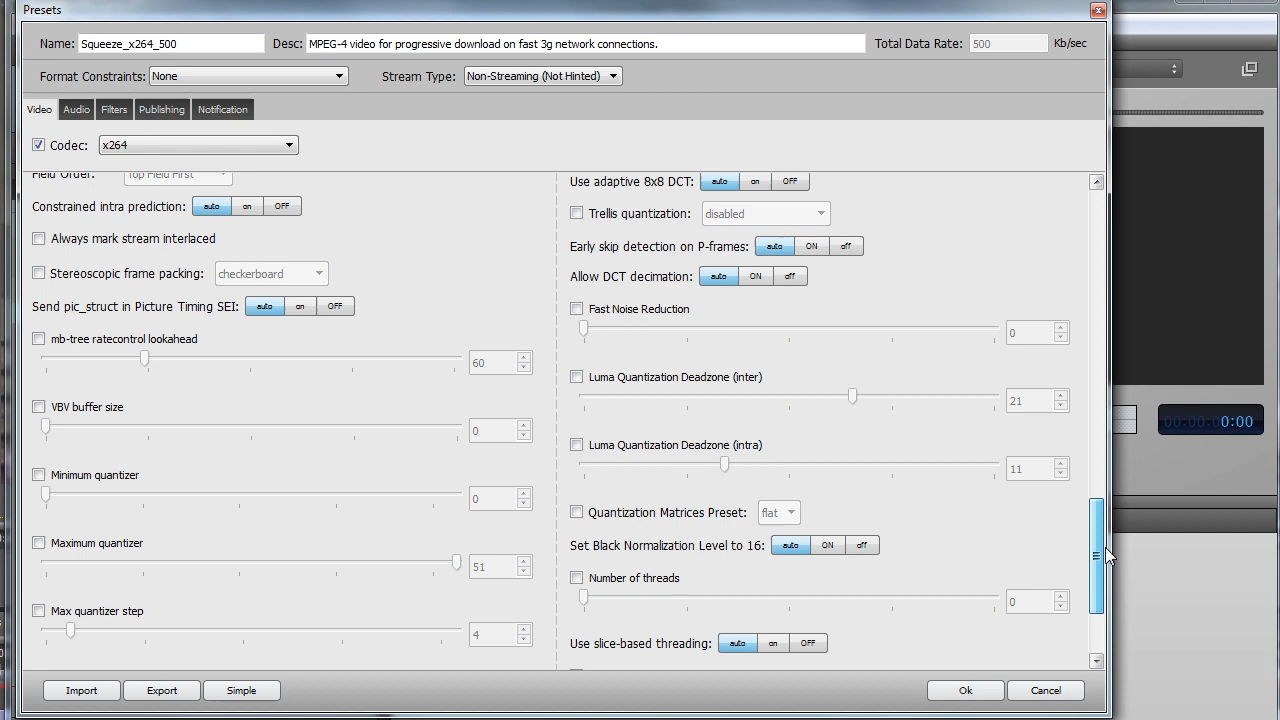 Presets
Name: Squeeze_x264_500 Desc: MPEG-4 video for progressive download on fast 3g network connections. Total Data Rate: 500 Kb/sec
Format Constraints: None Stream Type: Non-Streaming (Not Hinted)
Video Audio Filters Publishing Notification
Codec: x264
Field Order: Top Field First
Constrained intra prediction: auto on OFF
Always mark stream interlaced
Stereoscopic frame packing: checkerboard
Send pic_struct in Picture Timing SEI: auto on OFF
mb-tree ratecontrol lookahead
60
VBV buffer size
0
Minimum quantizer
0
Maximum quantizer
51
Max quantizer step
4
Use adaptive 8x8 DCT: auto on OFF
Trellis quantization: disabled
Early skip detection on P-frames: auto ON off
Allow DCT decimation: auto ON off
Fast Noise Reduction
0
Luma Quantization Deadzone (inter)
21
Luma Quantization Deadzone (intra)
11
Quantization Matrices Preset: flat
Set Black Normalization Level to 16: auto ON off
Number of threads
0
Use slice-based threading: auto on OFF
Import Export Simple Ok Cancel
00:00:00:00